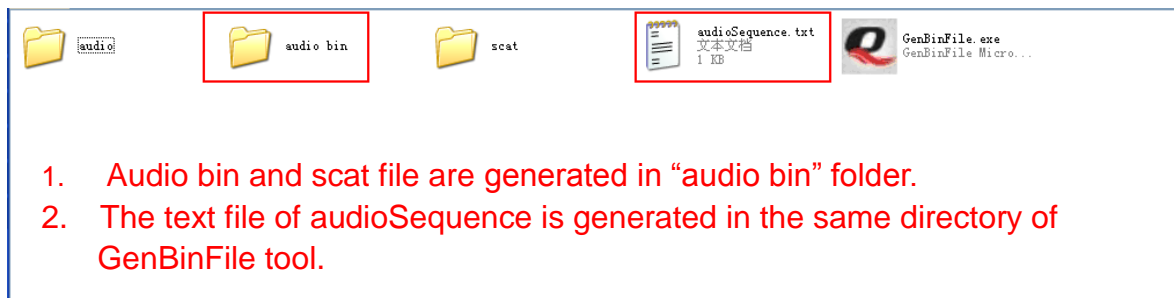 audio
audio bin
scat
audioSequence.txt
文本文档
1 KB
GenBinFile.exe
GenBinFile Micro...
1. Audio bin and scat file are generated in “audio bin” folder.
2. The text file of audioSequence is generated in the same directory of
GenBinFile tool.